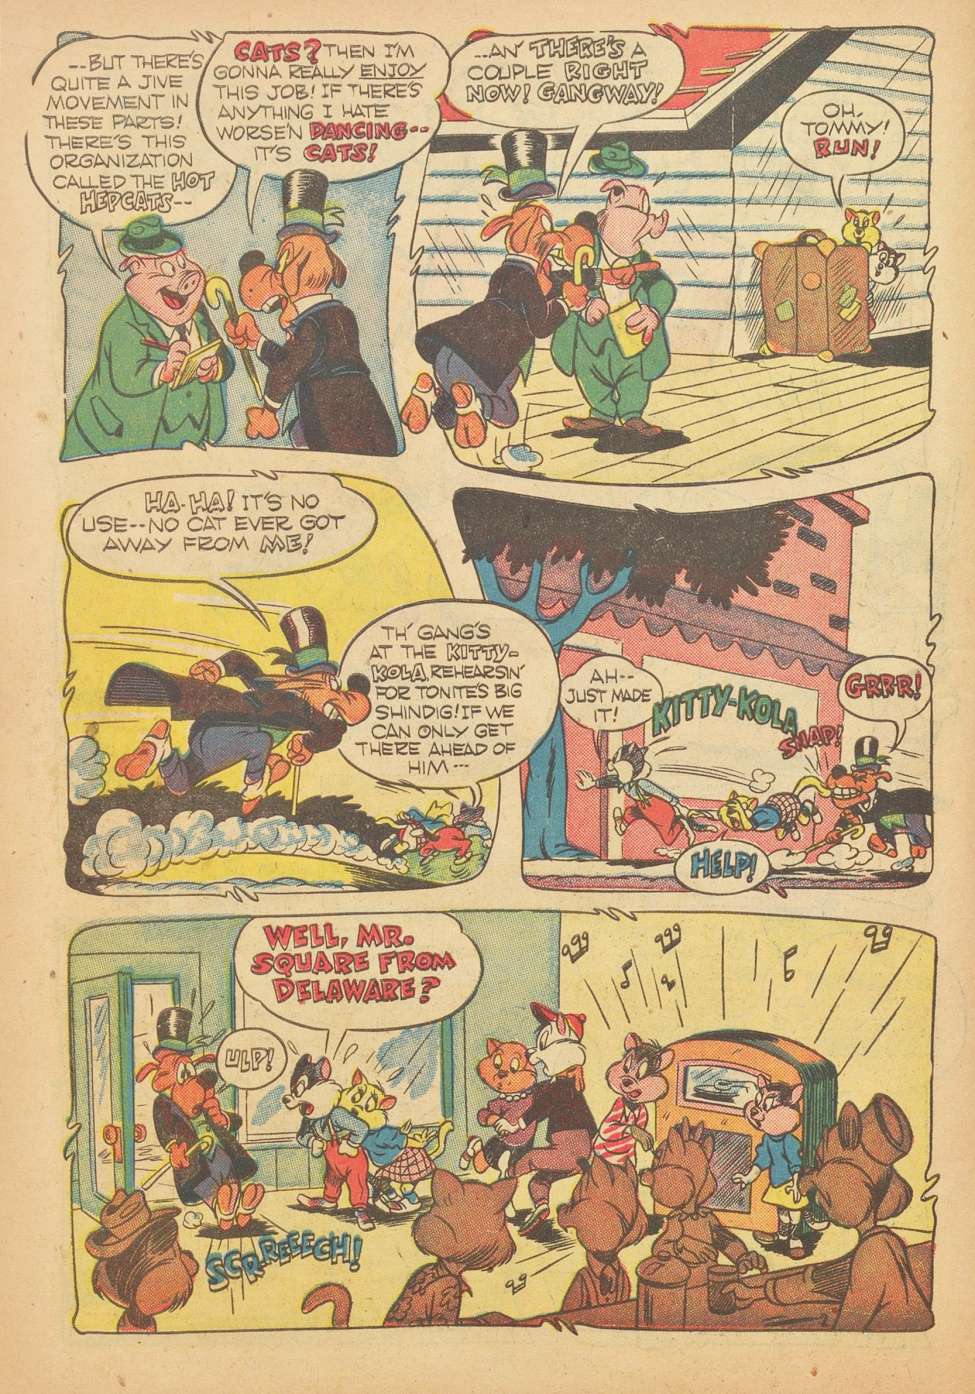 --BUT THERE'S
QUITE A JIVE
MOVEMENT IN
THESE PARTS!
THERE'S THIS
ORGANIZATION
CALLED THE HOT
HEPCATS--
CATS? THEN I'M
GONNA REALLY ENJOY
THIS JOB! IF THERE'S
ANYTHING I HATE
WORSE'N DANCING--
IT'S CATS!
...AN' THERE'S A
COUPLE RIGHT
NOW! GANGWAY!
OH,
TOMMY!
RUN!
HA-HA! IT'S NO
USE--NO CAT EVER GOT
AWAY FROM ME!
TH' GANG'S
AT THE KITTY-
KOLA, REHEARSIN'
FOR TONITE'S BIG
SHINDIG! IF WE
CAN ONLY GET
THERE AHEAD OF
HIM--
AH--
JUST MADE
IT!
KITTY-KOLA
SNAP!
G-R-R-R!
HELP!
WELL, MR.
SQUARE FROM
DELAWARE?
ULP!
SCRREEECH!